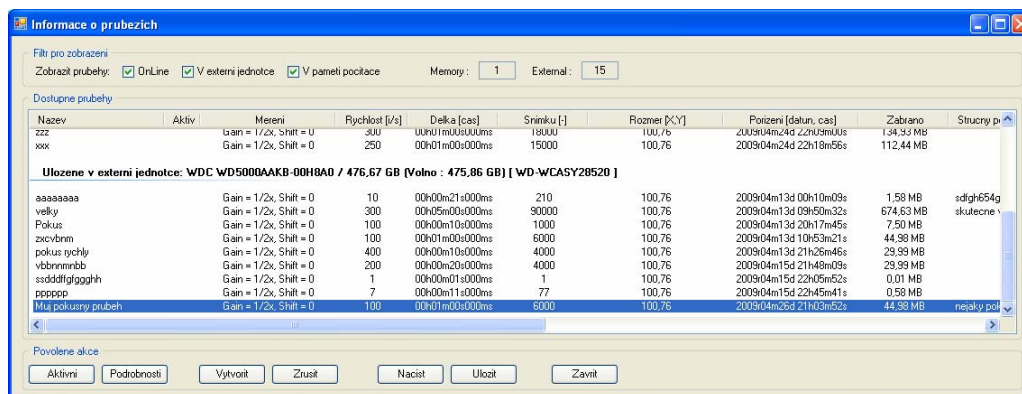 Informace o prubezich
Filtr pro zobrazeni
Zobrazit prubehy: OnLine V externi jednotce V pameti pocitace Memory : 1 External : 15
Dostupne prubehy
Nazev Aktiv Mereni Rychlost [i/s] Delka [cas] Snimku [-] Rozmer [X,Y] Porizeni [datun, cas] Zabrano Strucny
zzz Gain = 1/2x, Shift = 0 300 00h01m00s000ms 18000 100,76 2009r04m24d 22h09m00s 134,93 MB
xxx Gain = 1/2x, Shift = 0 250 00h01m00s000ms 15000 100,76 2009r04m24d 22h18m56s 112,44 MB
Ulozene v externi jednotce: WDC WD5000AAKB-00H8A0 / 476,67 GB (Volno : 475,86 GB) [ WD-WCASY28520 ]
aaaaaaaa Gain = 1/2x, Shift = 0 10 00h00m21s000ms 210 100,76 2009r04m13d 00h10m09s 1,58 MB sdfgh654g
velky Gain = 1/2x, Shift = 0 300 00h05m00s000ms 90000 100,76 2009r04m13d 09h50m32s 674,63 MB skutecne
Pokus Gain = 1/2x, Shift = 0 100 00h00m10s000ms 1000 100,76 2009r04m13d 20h17m45s 7,50 MB
zxcvbnm Gain = 1/2x, Shift = 0 100 00h01m00s000ms 6000 100,76 2009r04m13d 10h53m21s 44,98 MB
pokus rychly Gain = 1/2x, Shift = 0 400 00h00m10s000ms 4000 100,76 2009r04m13d 21h26m46s 29,99 MB
vbbnnmnbb Gain = 1/2x, Shift = 0 200 00h00m20s000ms 4000 100,76 2009r04m15d 21h48m09s 29,99 MB
ssdddffgfggghh Gain = 1/2x, Shift = 0 1 00h00m01s000ms 1 100,76 2009r04m15d 22h05m52s 0,01 MB
pppppp Gain = 1/2x, Shift = 0 7 00h00m11s000ms 77 100,76 2009r04m15d 22h45m41s 0,58 MB
Muj pokusny prubeh Gain = 1/2x, Shift = 0 100 00h01m00s000ms 6000 100,76 2009r04m26d 21h03m52s 44,98 MB nejaky
Povolene akce
Aktivni Podrobnosti Vytvorit Zrusit Nacist Ulozit Zavrit